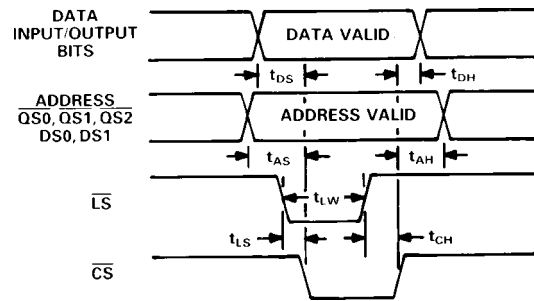 DATA
INPUT/OUTPUT
BITS
DATA VALID
tDS
tDH
ADDRESS
QS0, QS1, QS2
DS0, DS1
ADDRESS VALID
tAS
tAH
LS
tLW
tLS
tCH
CS